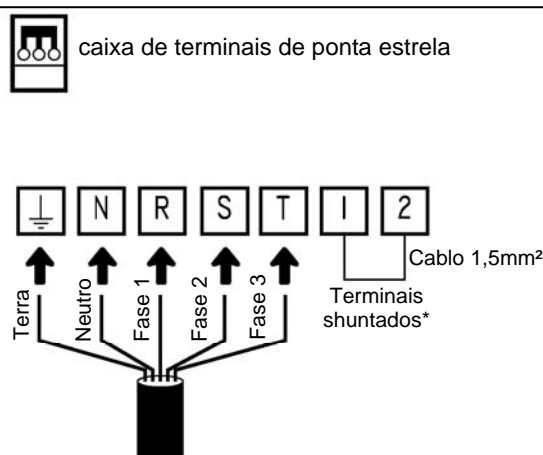 caixa de terminais de ponta estrela
N R S T 1 2
Cablo 1,5mm²
Terra
Neutro
Fase 1
Fase 2
Fase 3
Terminais
shuntados*